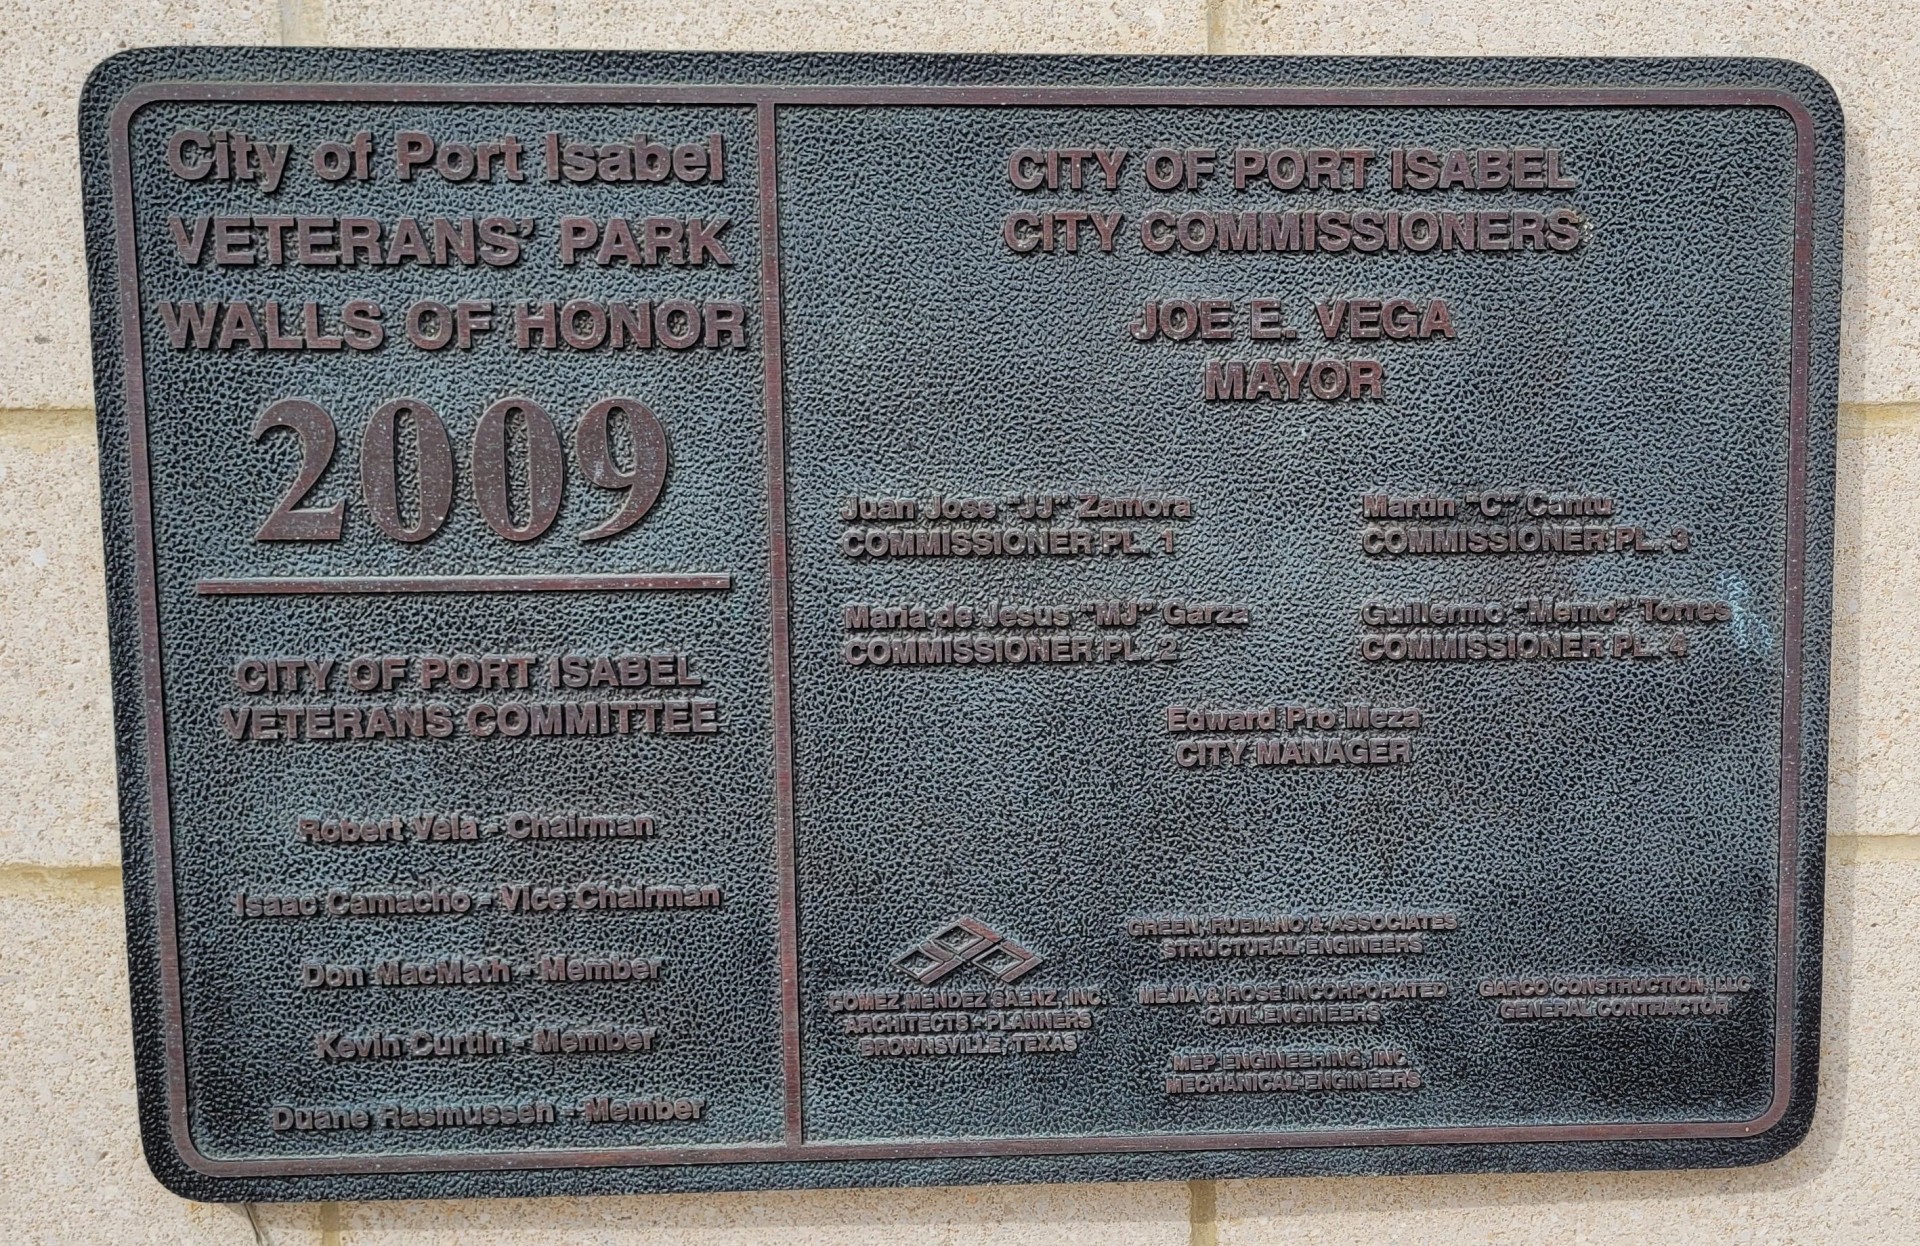 City of Port Isabel
VETERANS' PARK
WALLS OF HONOR
2009
CITY OF PORT ISABEL
VETERANS COMMITTEE
Robert Vela - Chairman
Isaac Camacho - Vice Chairman
Don MacMath - Member
Kevin Curtin - Member
Duane Rasmussen - Member
CITY OF PORT ISABEL
CITY COMMISSIONERS
JOE E. VEGA
MAYOR
Juan Jose "JJ" Zamora
COMMISSIONER PL. 1
Martin "C" Cantu
COMMISSIONER PL. 3
Maria de Jesus "MJ" Garza
COMMISSIONER PL. 2
Guillermo "Memo" Torres
COMMISSIONER PL. 4
Edward Pro Meza
CITY MANAGER
GOMEZ MENDEZ SAENZ, INC.
ARCHITECTS - PLANNERS
BROWNSVILLE, TEXAS
GREEN, RUBIANO & ASSOCIATES
STRUCTURAL ENGINEERS
MEJIA & ROSE INCORPORATED
CIVIL ENGINEERS
MEP ENGINEERING, INC
MECHANICAL ENGINEERS
GARCO CONSTRUCTION, LLC
GENERAL CONTRACTOR